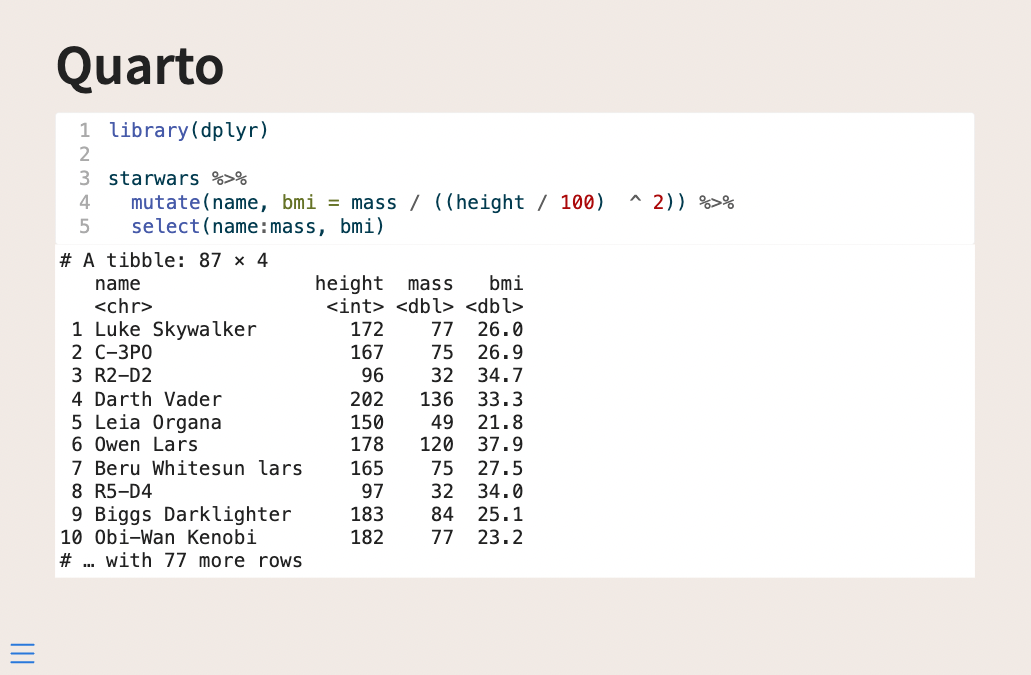 Quarto
1 library(dplyr)
2
3 starwars %>%
4   mutate(name, bmi = mass / ((height / 100)  ^ 2)) %>%
5   select(name:mass, bmi)
# A tibble: 87 × 4
   name               height  mass   bmi
   <chr>               <int> <dbl> <dbl>
 1 Luke Skywalker        172    77  26.0
 2 C-3PO                 167    75  26.9
 3 R2-D2                  96    32  34.7
 4 Darth Vader           202   136  33.3
 5 Leia Organa           150    49  21.8
 6 Owen Lars             178   120  37.9
 7 Beru Whitesun lars    165    75  27.5
 8 R5-D4                  97    32  34.0
 9 Biggs Darklighter     183    84  25.1
10 Obi-Wan Kenobi        182    77  23.2
# … with 77 more rows